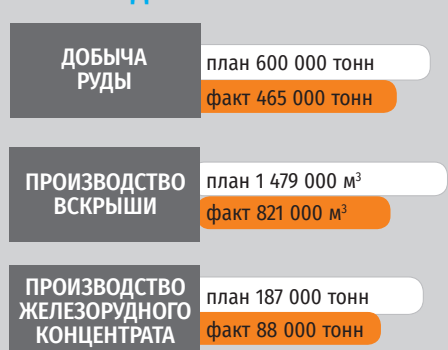 ДОБЫЧА
РУДЫ
план 600 000 тонн
факт 465 000 тонн
ПРОИЗВОДСТВО
ВСКРЫШИ
план 1 479 000 м³
факт 821 000 м³
ПРОИЗВОДСТВО
ЖЕЛЕЗОРУДНОГО
КОНЦЕНТРАТА
план 187 000 тонн
факт 88 000 тонн